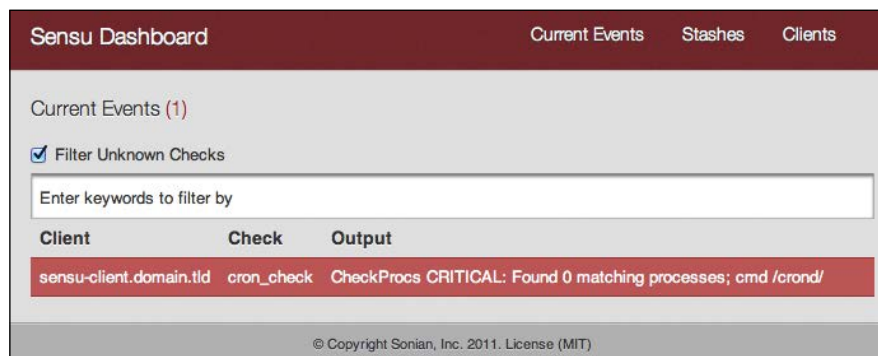 Sensu Dashboard Current Events Stashes Clients
Current Events (1)
Filter Unknown Checks
Enter keywords to filter by
Client Check Output
sensu-client.domain.tld cron_check CheckProcs CRITICAL: Found 0 matching processes; cmd /crond/
© Copyright Sonian, Inc. 2011. License (MIT)